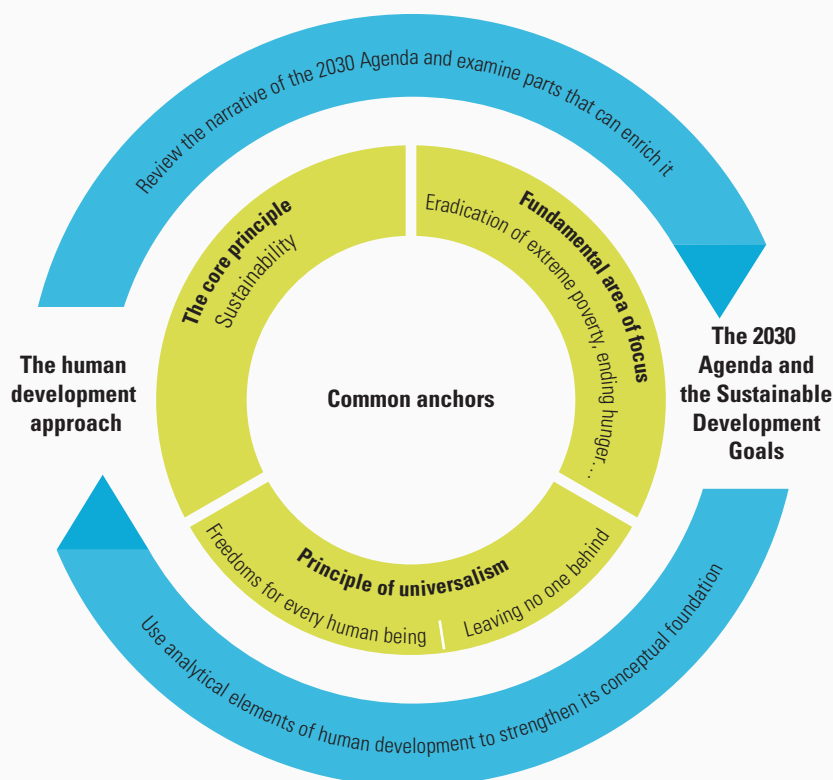 Review the narrative of the 2030 Agenda and examine parts that can enrich it
The core principle
Sustainability
Fundamental area of focus
Eradication of extreme poverty, ending hunger…
The human
development
approach
Common anchors
The 2030
Agenda and
the Sustainable
Development
Goals
Principle of universalism
Freedoms for every human being
Leaving no one behind
Use analytical elements of human development to strengthen its conceptual foundation